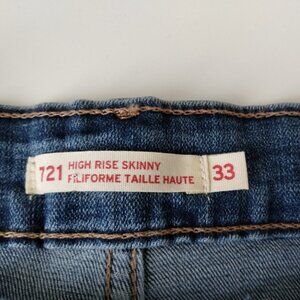 721 HIGH RISE SKINNY 33
FILIFORME TAILLE HAUTE